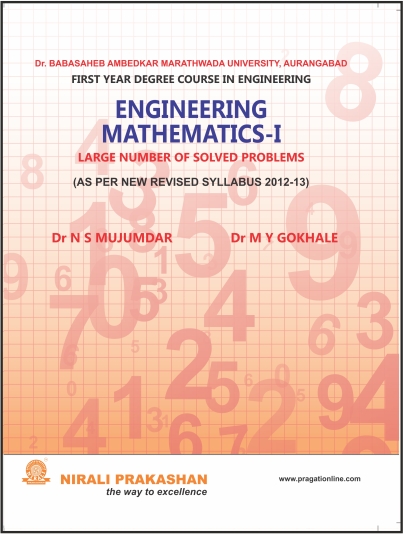 Dr. BABASAHEB AMBEDKAR MARATHWADA UNIVERSITY, AURANGABAD
FIRST YEAR DEGREE COURSE IN ENGINEERING
ENGINEERING
MATHEMATICS-I
LARGE NUMBER OF SOLVED PROBLEMS
(AS PER NEW REVISED SYLLABUS 2012-13)
Dr N S MUJUMDAR Dr M Y GOKHALE
NIRALI PRAKASHAN
the way to excellence
www.pragationline.com